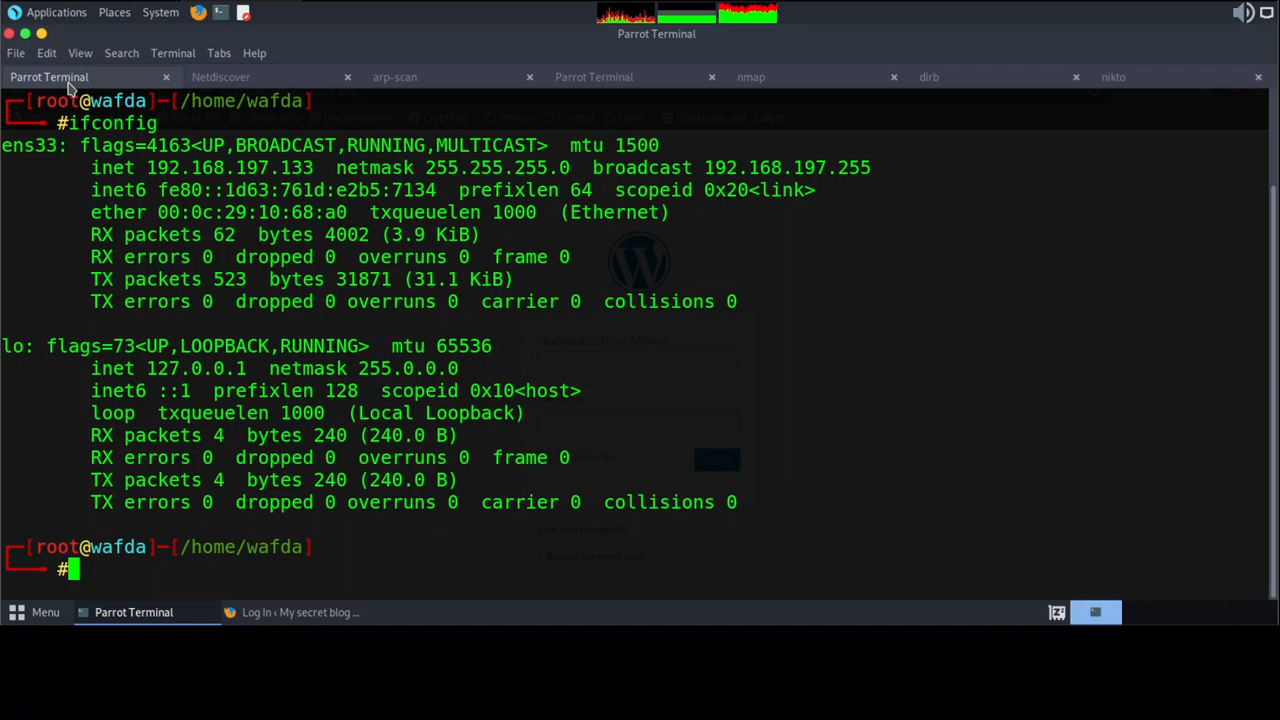 Applications Places System
Parrot Terminal
File Edit View Search Terminal Tabs Help
Parrot Terminal × Netdiscover × arp-scan × Parrot Terminal × nmap × dirb × nikto ×
[root@wafda]─[/home/wafda]
#ifconfig
ens33: flags=4163<UP,BROADCAST,RUNNING,MULTICAST>  mtu 1500
inet 192.168.197.133  netmask 255.255.255.0  broadcast 192.168.197.255
inet6 fe80::1d63:761d:e2b5:7134  prefixlen 64  scopeid 0x20<link>
ether 00:0c:29:10:68:a0  txqueuelen 1000  (Ethernet)
RX packets 62  bytes 4002 (3.9 KiB)
RX errors 0  dropped 0  overruns 0  frame 0
TX packets 523  bytes 31871 (31.1 KiB)
TX errors 0  dropped 0 overruns 0  carrier 0  collisions 0
lo: flags=73<UP,LOOPBACK,RUNNING>  mtu 65536
inet 127.0.0.1  netmask 255.0.0.0
inet6 ::1  prefixlen 128  scopeid 0x10<host>
loop  txqueuelen 1000  (Local Loopback)
RX packets 4  bytes 240 (240.0 B)
RX errors 0  dropped 0  overruns 0  frame 0
TX packets 4  bytes 240 (240.0 B)
TX errors 0  dropped 0 overruns 0  carrier 0  collisions 0
[root@wafda]─[/home/wafda]
#
Menu Parrot Terminal Log In ‹ My secret blog ...